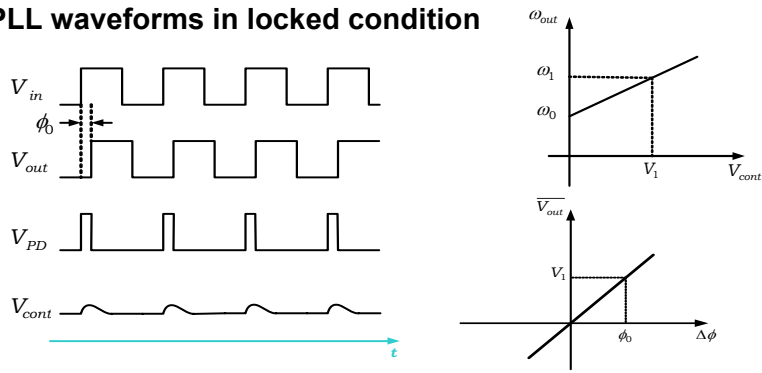 PLL waveforms in locked condition
V_in
ϕ_0
V_out
V_PD
V_cont
t
ω_out
ω_1
ω_0
V_1
V_cont
\overline{V_out}
V_1
ϕ_0
Δϕ